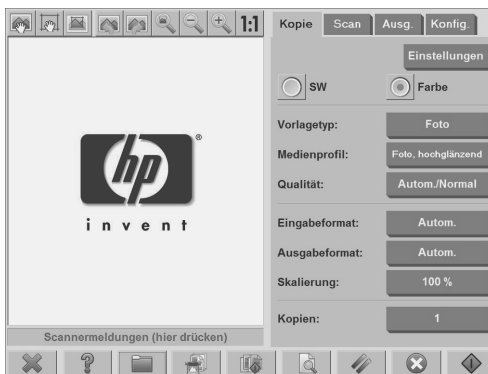 1:1
Kopie Scan Ausg. Konfig.
Einstellungen
SW Farbe
Vorlagetyp: Foto
Medienprofil: Foto, hochglänzend
Qualität: Autom./Normal
Eingabeformat: Autom.
Ausgabeformat: Autom.
Skalierung: 100 %
Kopien: 1
hp®
invent
Scannermeldungen (hier drücken)
?